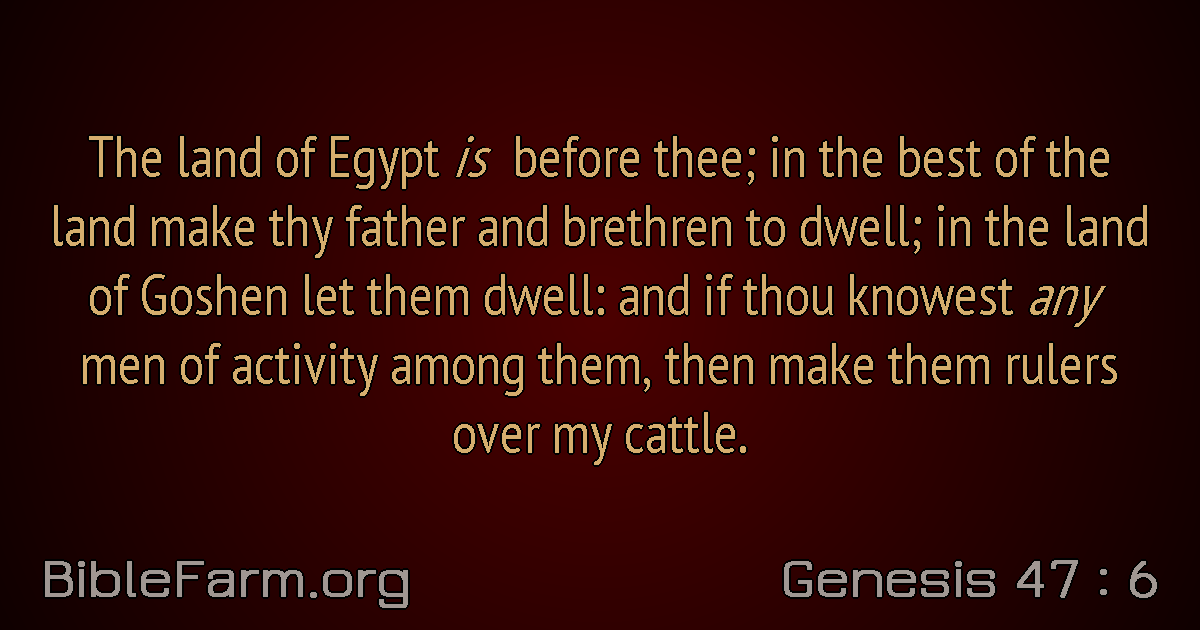 The land of Egypt is before thee; in the best of the
land make thy father and brethren to dwell; in the land
of Goshen let them dwell: and if thou knowest any
men of activity among them, then make them rulers
over my cattle.
BibleFarm.org
Genesis 47 : 6